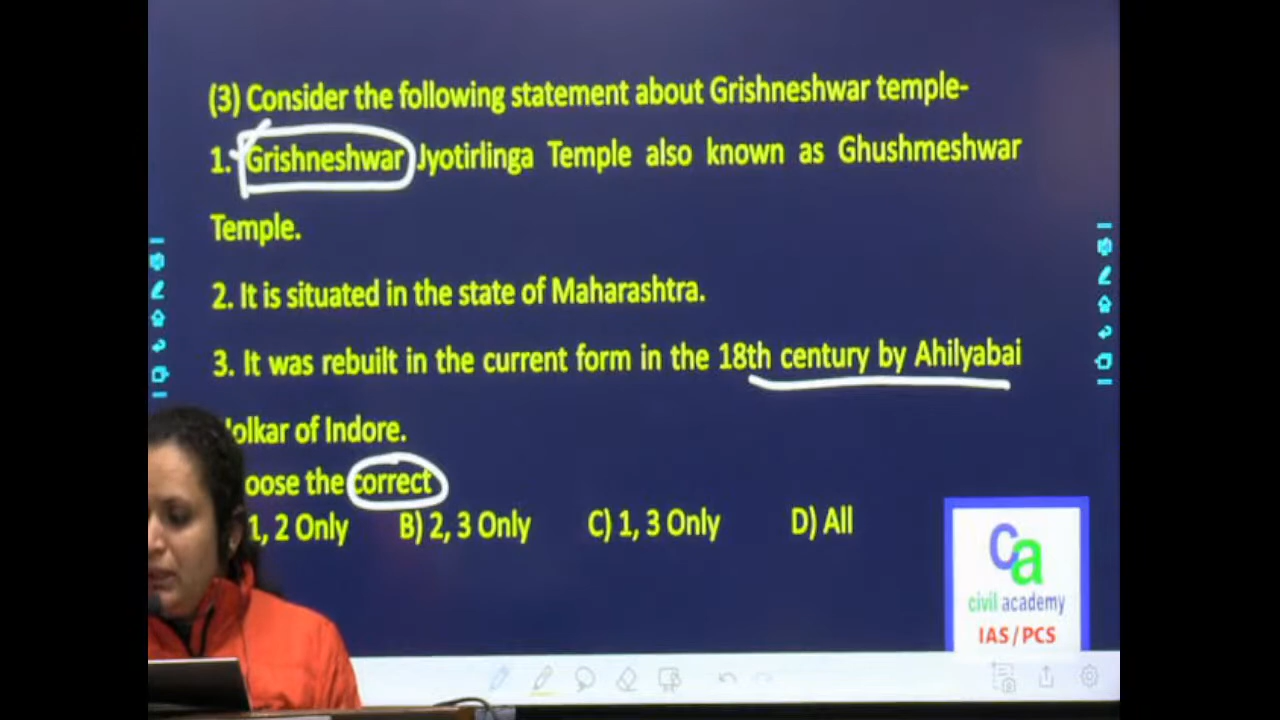 (3) Consider the following statement about Grishneshwar temple-
1. Grishneshwar Jyotirlinga Temple also known as Ghushmeshwar
Temple.
2. It is situated in the state of Maharashtra.
3. It was rebuilt in the current form in the 18th century by Ahilyabai
olkar of Indore.
oose the correct
1, 2 Only B) 2, 3 Only C) 1, 3 Only D) All
Ca
civil academy
IAS/PCS